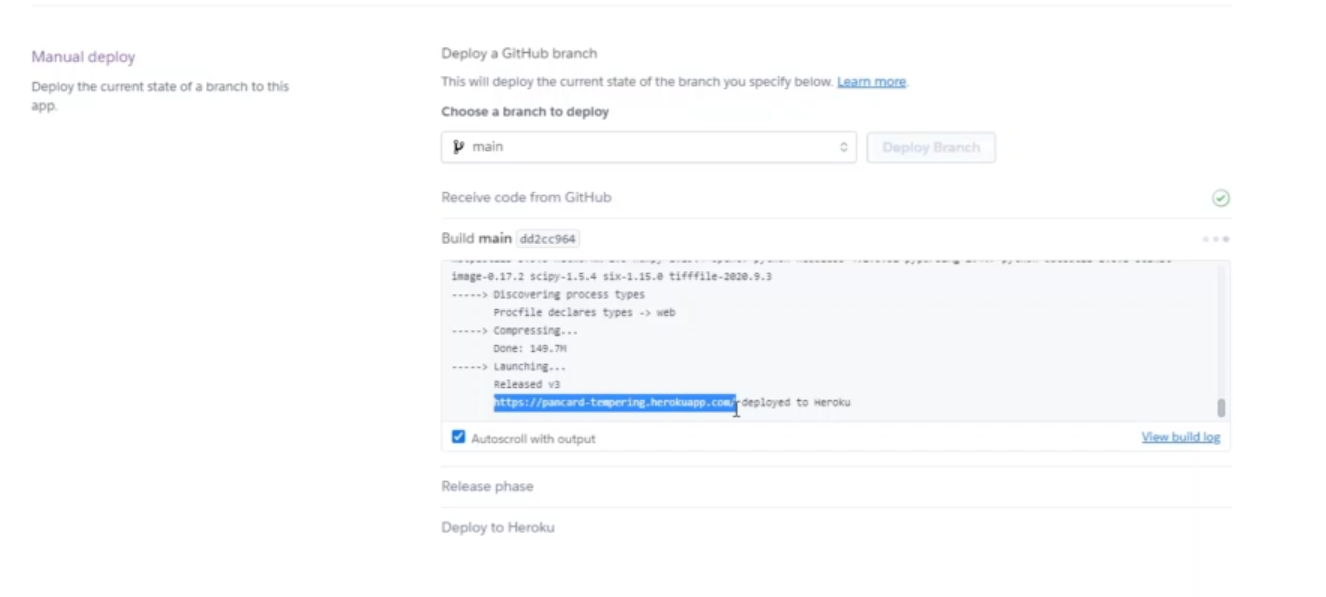 Manual deploy
Deploy the current state of a branch to this
app.
Deploy a GitHub branch
This will deploy the current state of the branch you specify below. Learn more.
Choose a branch to deploy
main
Deploy Branch
Receive code from GitHub
Build main dd2cc964
image-0.17.2 scipy-1.5.4 six-1.15.0 tifffile-2020.9.3
-----> Discovering process types
Procfile declares types -> web
-----> Compressing...
Done: 149.7M
-----> Launching...
Released v3
https://pancard-tempering.herokuapp.com/ deployed to Heroku
Autoscroll with output
View build log
Release phase
Deploy to Heroku